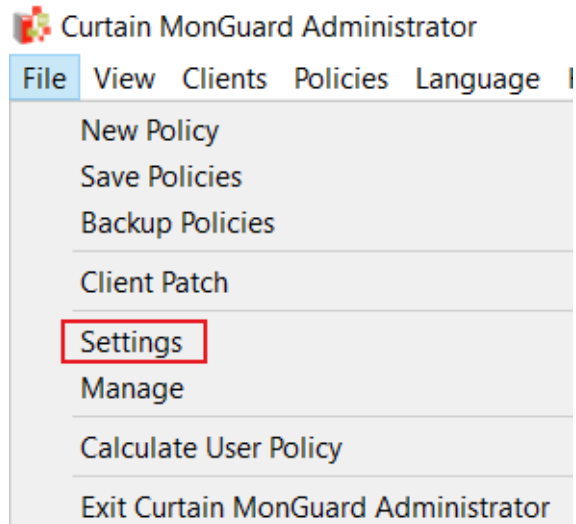 Curtain MonGuard Administrator
File View Clients Policies Language
New Policy
Save Policies
Backup Policies
Client Patch
Settings
Manage
Calculate User Policy
Exit Curtain MonGuard Administrator